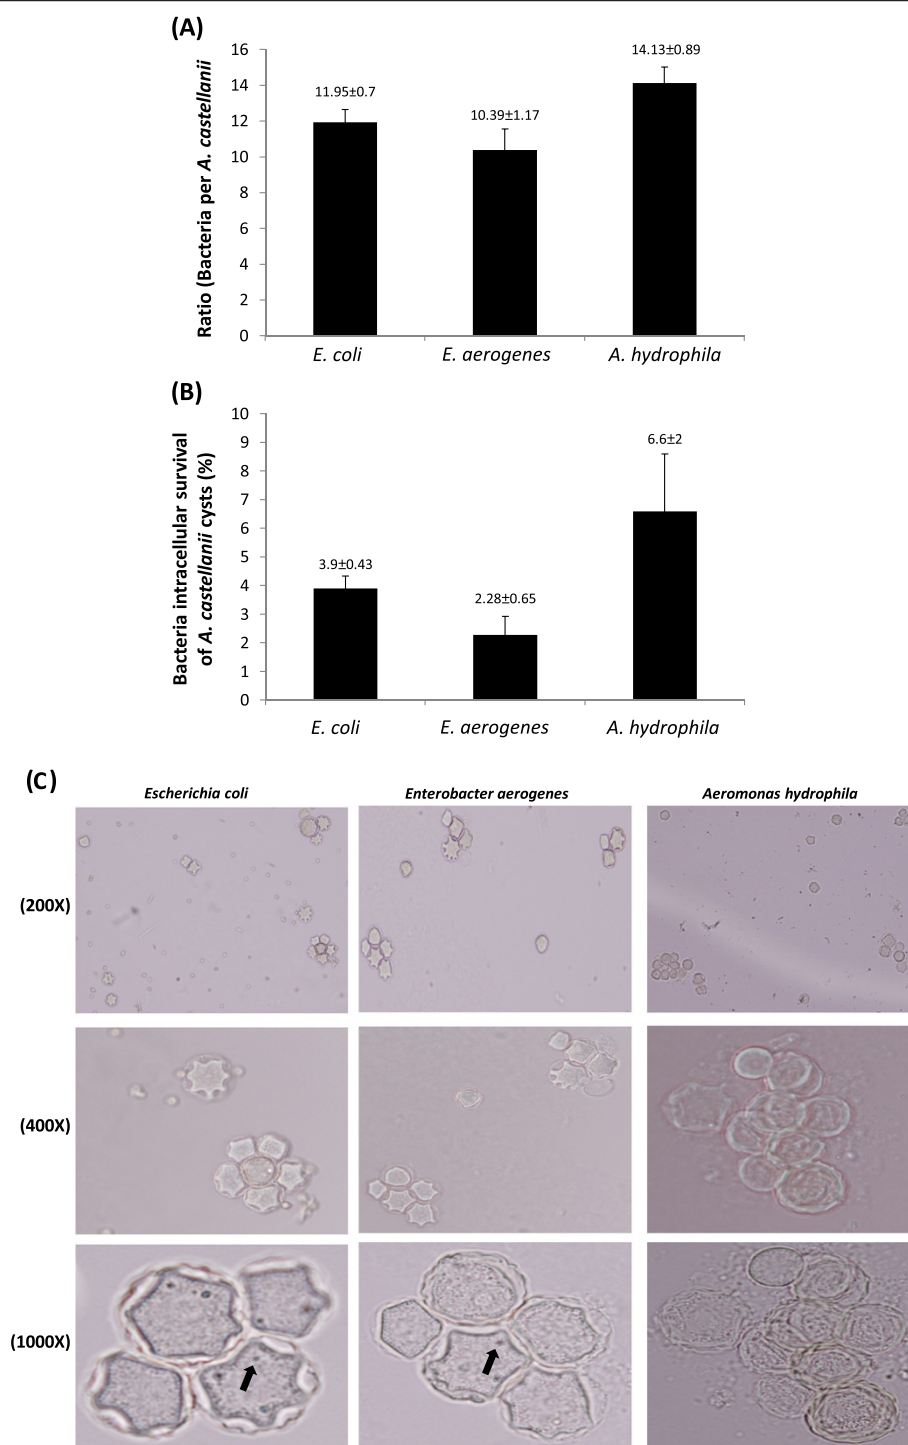 (A)
Ratio (Bacteria per A. castellanii
16
14
12
10
8
6
4
2
0
11.95±0.7
10.39±1.17
14.13±0.89
E. coli
E. aerogenes
A. hydrophila
(B)
Bacteria intracellular survival
of A. castellanii cysts (%)
10
9
8
7
6
5
4
3
2
1
0
3.9±0.43
2.28±0.65
6.6±2
E. coli
E. aerogenes
A. hydrophila
(C)
Escherichia coli
Enterobacter aerogenes
Aeromonas hydrophila
(200X)
(400X)
(1000X)